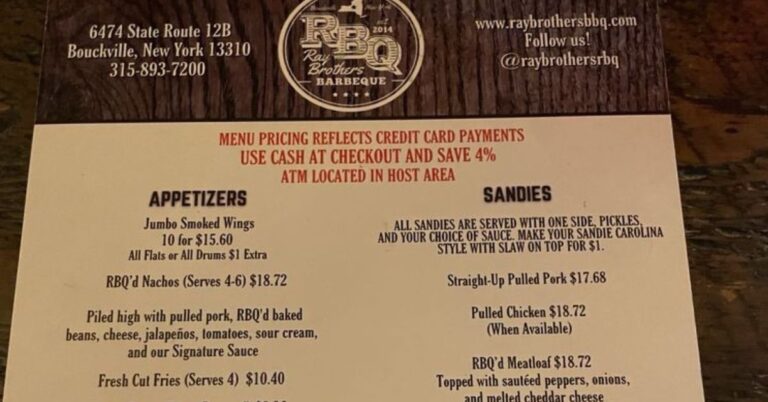 6474 State Route 12B
Bouckville, New York 13310
315-893-7200
EST
2014
RBQ
Ray
Brothers
BARBEQUE
www.raybrothersbbq.com
Follow us!
@raybrothersrbq
MENU PRICING REFLECTS CREDIT CARD PAYMENTS
USE CASH AT CHECKOUT AND SAVE 4%
ATM LOCATED IN HOST AREA
APPETIZERS
Jumbo Smoked Wings
10 for $15.60
All Flats or All Drums $1 Extra
RBQ'd Nachos (Serves 4-6) $18.72
Piled high with pulled pork, RBQ'd baked
beans, cheese, jalapeños, tomatoes, sour cream,
and our Signature Sauce
Fresh Cut Fries (Serves 4) $10.40
SANDIES
ALL SANDIES ARE SERVED WITH ONE SIDE, PICKLES,
AND YOUR CHOICE OF SAUCE. MAKE YOUR SANDIE CAROLINA
STYLE WITH SLAW ON TOP FOR $1.
Straight-Up Pulled Pork $17.68
Pulled Chicken $18.72
(When Available)
RBQ'd Meatloaf $18.72
Topped with sautéed peppers, onions,
and melted cheddar cheese